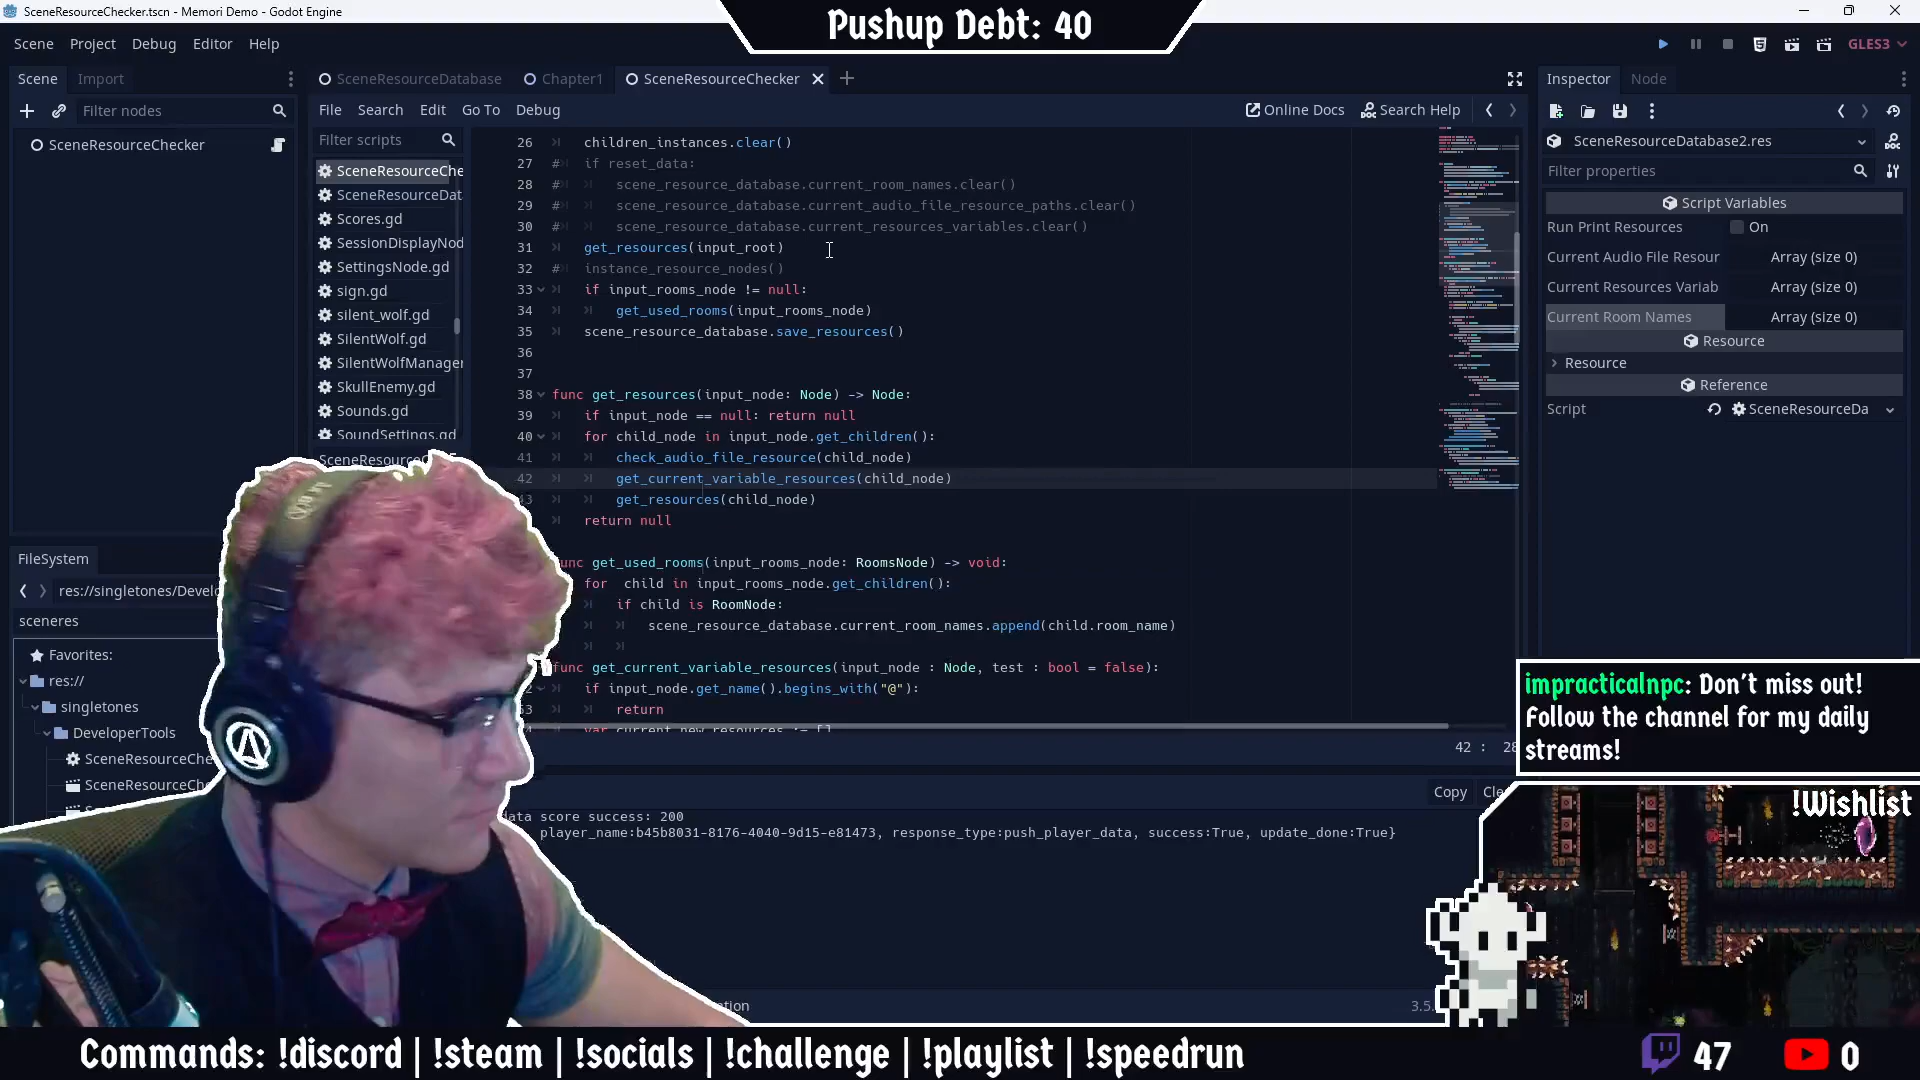 SceneResourceChecker.tscn - Memori Demo - Godot Engine
Pushup Debt: 40
Scene Project Debug Editor Help
GLES3
Scene Import
SceneResourceDatabase Chapter1 SceneResourceChecker
Inspector Node
Filter nodes
File Search Edit Go To Debug
Online Docs Search Help
SceneResourceChecker
Filter scripts
SceneResourceChe
SceneResourceDat
Scores.gd
SessionDisplayNod
SettingsNode.gd
sign.gd
silent_wolf.gd
SilentWolf.gd
SilentWolfManager
SkullEnemy.gd
Sounds.gd
SoundSettings.gd
26 children_instances.clear()
27 # if reset_data:
28 # scene_resource_database.current_room_names.clear()
29 # scene_resource_database.current_audio_file_resource_paths.clear()
30 # scene_resource_database.current_resources_variables.clear()
31 get_resources(input_root)
32 # instance_resource_nodes()
33 if input_rooms_node != null:
34 get_used_rooms(input_rooms_node)
35 scene_resource_database.save_resources()
36
37
38 func get_resources(input_node: Node) -> Node:
39 if input_node == null: return null
40 for child_node in input_node.get_children():
41 check_audio_file_resource(child_node)
42 get_current_variable_resources(child_node)
43 get_resources(child_node)
return null
func get_used_rooms(input_rooms_node: RoomsNode) -> void:
for child in input_rooms_node.get_children():
if child is RoomNode:
scene_resource_database.current_room_names.append(child.room_name)
func get_current_variable_resources(input_node : Node, test : bool = false):
if input_node.get_name().begins_with("@"):
return
var current_new_resources := []
42 : 28
SceneResourceDatabase2.res
Filter properties
Script Variables
Run Print Resources On
Current Audio File Resour Array (size 0)
Current Resources Variab Array (size 0)
Current Room Names Array (size 0)
Resource
Resource
Reference
Script SceneResourceDa
FileSystem
res://singletones/Develo
sceneres
Favorites:
res://
singletones
DeveloperTools
SceneResourceChe
SceneResourceCh
Copy
data score success: 200
player_name:b45b8031-8176-4040-9d15-e81473, response_type:push_player_data, success:True, update_done:True}
3.5.
impracticalnpc: Don't miss out!
Follow the channel for my daily
streams!
!Wishlist
Commands: !discord | !steam | !socials | !challenge | !playlist | !speedrun
47
0